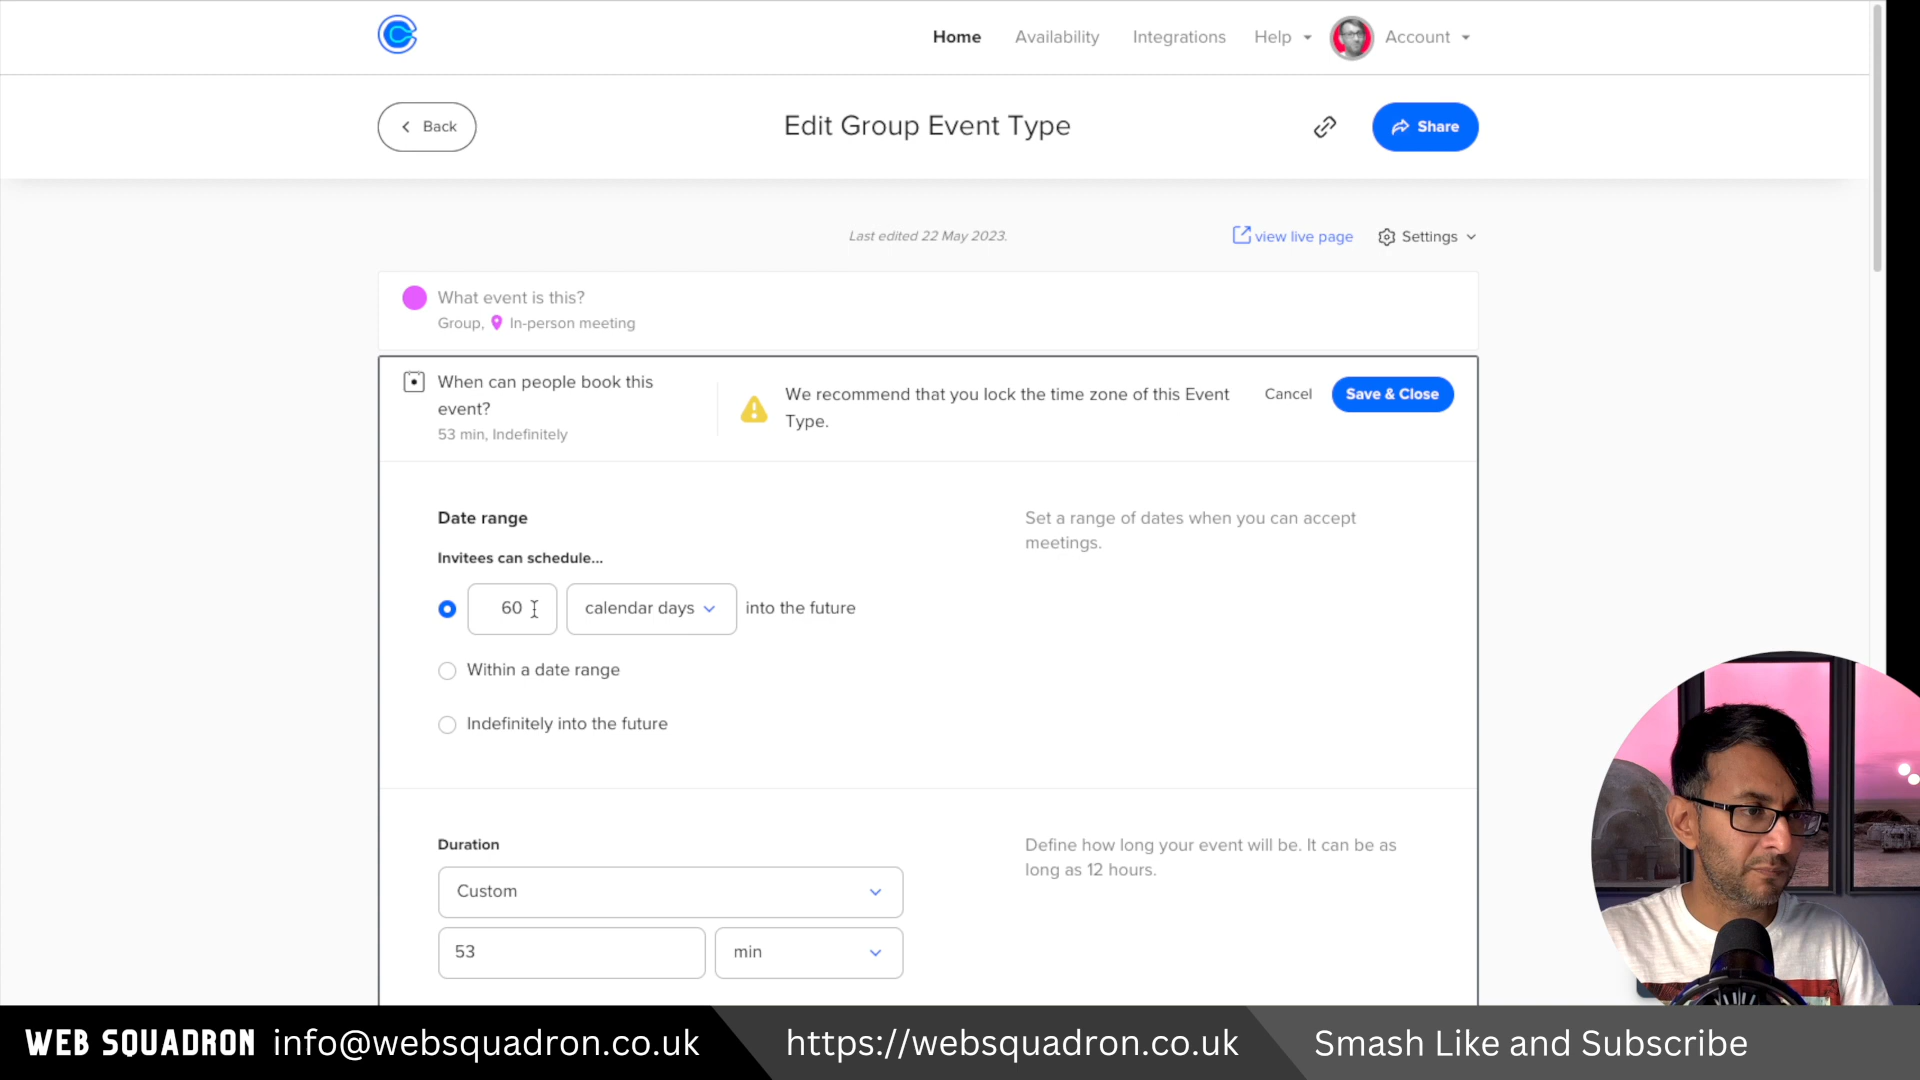 Home Availability Integrations Help Account
Back
Edit Group Event Type
Share
Last edited 22 May 2023.
view live page
Settings
What event is this?
Group, In-person meeting
When can people book this
event?
53 min, Indefinitely
We recommend that you lock the time zone of this Event
Type.
Cancel
Save & Close
Date range
Set a range of dates when you can accept
meetings.
Invitees can schedule...
60 calendar days into the future
Within a date range
Indefinitely into the future
Duration
Define how long your event will be. It can be as
long as 12 hours.
Custom
53 min
WEB SQUADRON info@websquadron.co.uk https://websquadron.co.uk Smash Like and Subscribe